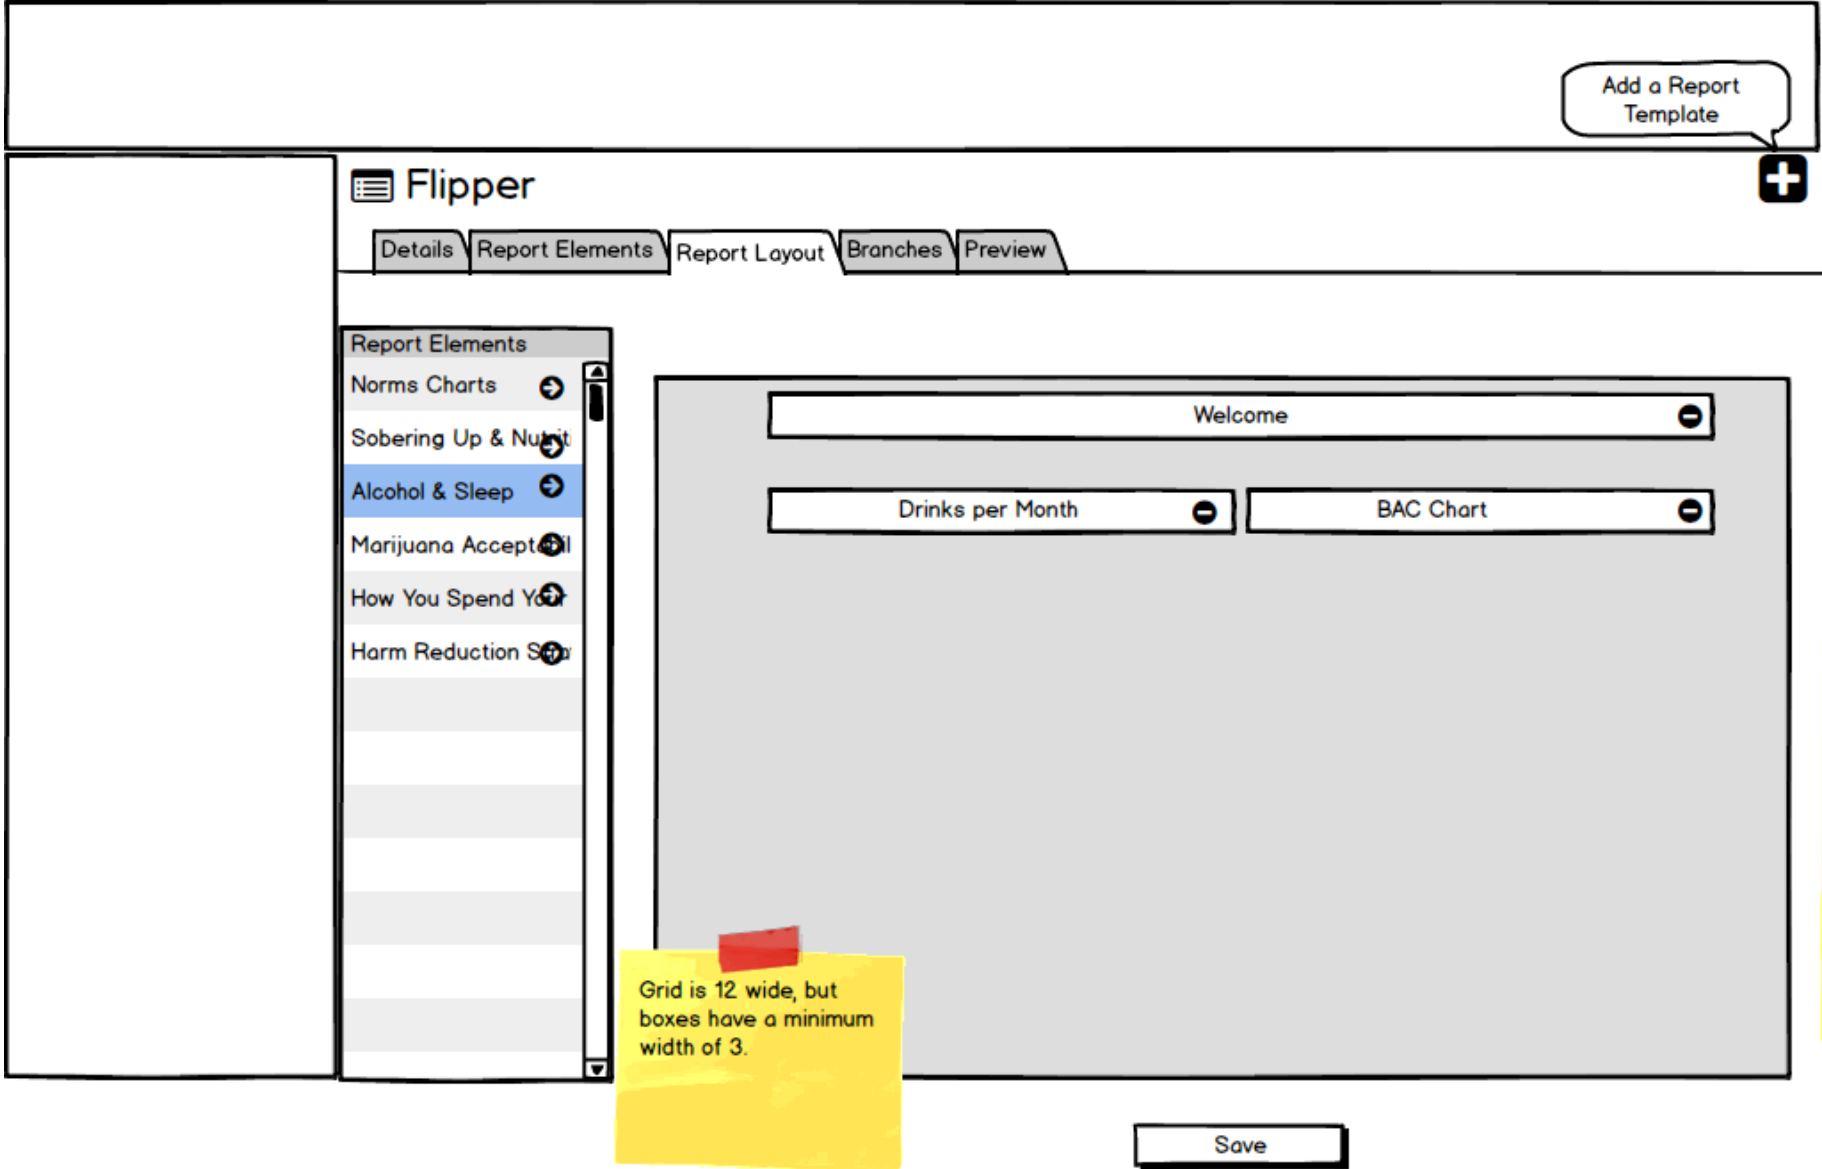 Add a Report
Template
Flipper
Details
Report Elements
Report Layout
Branches
Preview
Report Elements
Norms Charts
Sobering Up &
Alcohol & Sleep
Marijuana
How You Spend
Harm Reduction
Welcome
Drinks per Month
BAC Chart
Grid is 12 wide, but
boxes have a minimum
width of 3.
Save